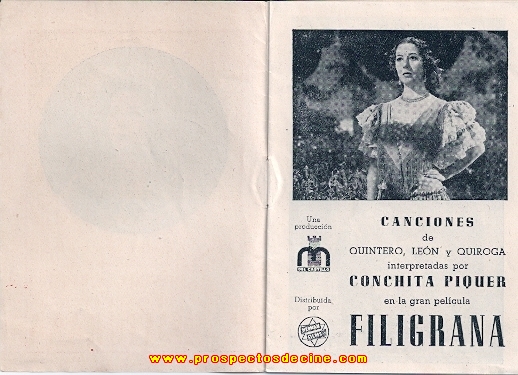 Una
producción
CANCIONES
de
QUINTERO, LEÓN y QUIROGA
interpretadas por
CONCHITA PIQUER
Distribuida
por
en la gran película
FILIGRANA
www.prospectosdecine.com